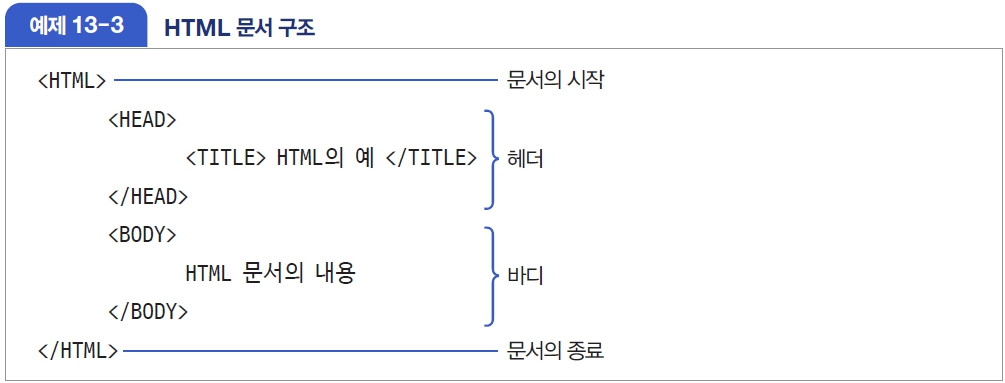 예제 13-3 HTML 문서 구조
<HTML> 문서의 시작
<HEAD>
<TITLE> HTML의 예 </TITLE> 헤더
</HEAD>
<BODY>
HTML 문서의 내용 바디
</BODY>
</HTML> 문서의 종료